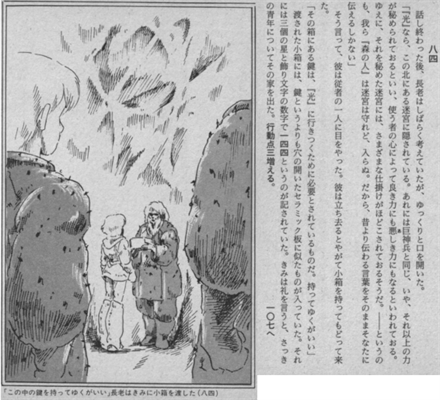 八四
話し終わった後、長老はしばらく考えていたが、ゆっくりと口を開いた。
「『光』なら、この北にある迷宮に隠されている。あれには巨神兵と同じ、いや、それ以上の力
が秘められておるといい、使う者の心によって良き力にも悪しき力にもなるといわれておる。
ゆえに、それを秘めた迷宮には、さまざまな仕掛けがほどこされておるそうだ。――というの
も、我ら『森の人』は迷宮は守れど、入らぬ。だから、昔より伝わる言葉をそのままそなたに
伝えるしかない」
そう言って、彼は従者の一人に目をやった。彼は立ち去るとやがて小箱を持ってもどって来
た。
「その箱にある鍵は、『光』に行きつくために必要とされているものだ。持ってゆくがいい」
渡された小箱には、鍵というよりも穴の開いたセラミック板に似たものが入っていた。それ
には三個の星と飾り文字の数字で一四四というのが記されていた。きみは礼を言うと、さっき
の青年についてその家を出た。行動点三増える。
一〇七へ
「この中の鍵を持ってゆくがいい」長老はきみに小箱を渡した(八四)